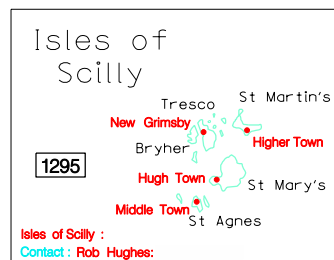 Isles of
Scilly
St Martin's
Tresco
New Grimsby
Higher Town
Bryher
1295
Hugh Town
St Mary's
Middle Town
St Agnes
Isles of Scilly :
Contact : Rob Hughes: